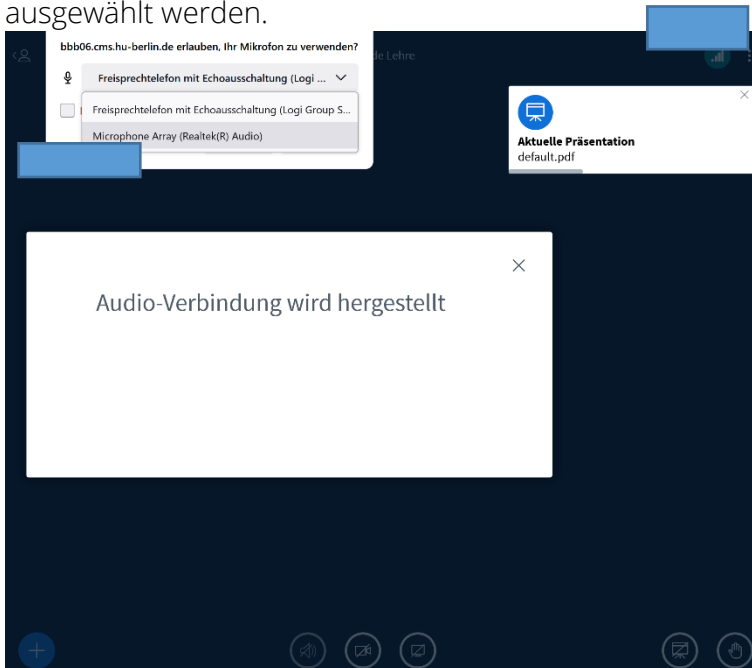 ausgewählt werden.
bbb06.cms.hu-berlin.de erlauben, Ihr Mikrofon zu verwenden?
de Lehre
Freisprechtelefon mit Echoausschaltung (Logi ...
Freisprechtelefon mit Echoausschaltung (Logi Group S...
Microphone Array (Realtek(R) Audio)
Aktuelle Präsentation
default.pdf
Audio-Verbindung wird hergestellt